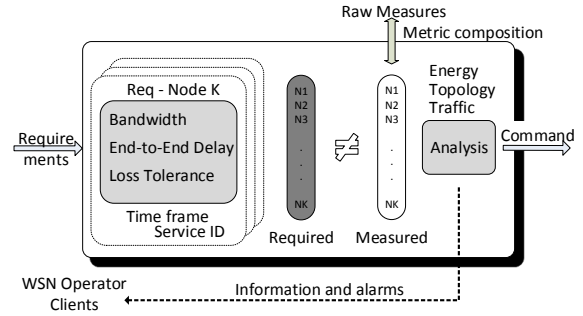 Raw Measures
Metric composition
Req - Node K
Bandwidth
End-to-End Delay
Loss Tolerance
Time frame
Service ID
Require
ments
N1
N2
N3
.
.
.
NK
Required
≠
N1
N2
N3
.
.
.
NK
Measured
Energy
Topology
Traffic
Analysis
Command
Information and alarms
WSN Operator
Clients